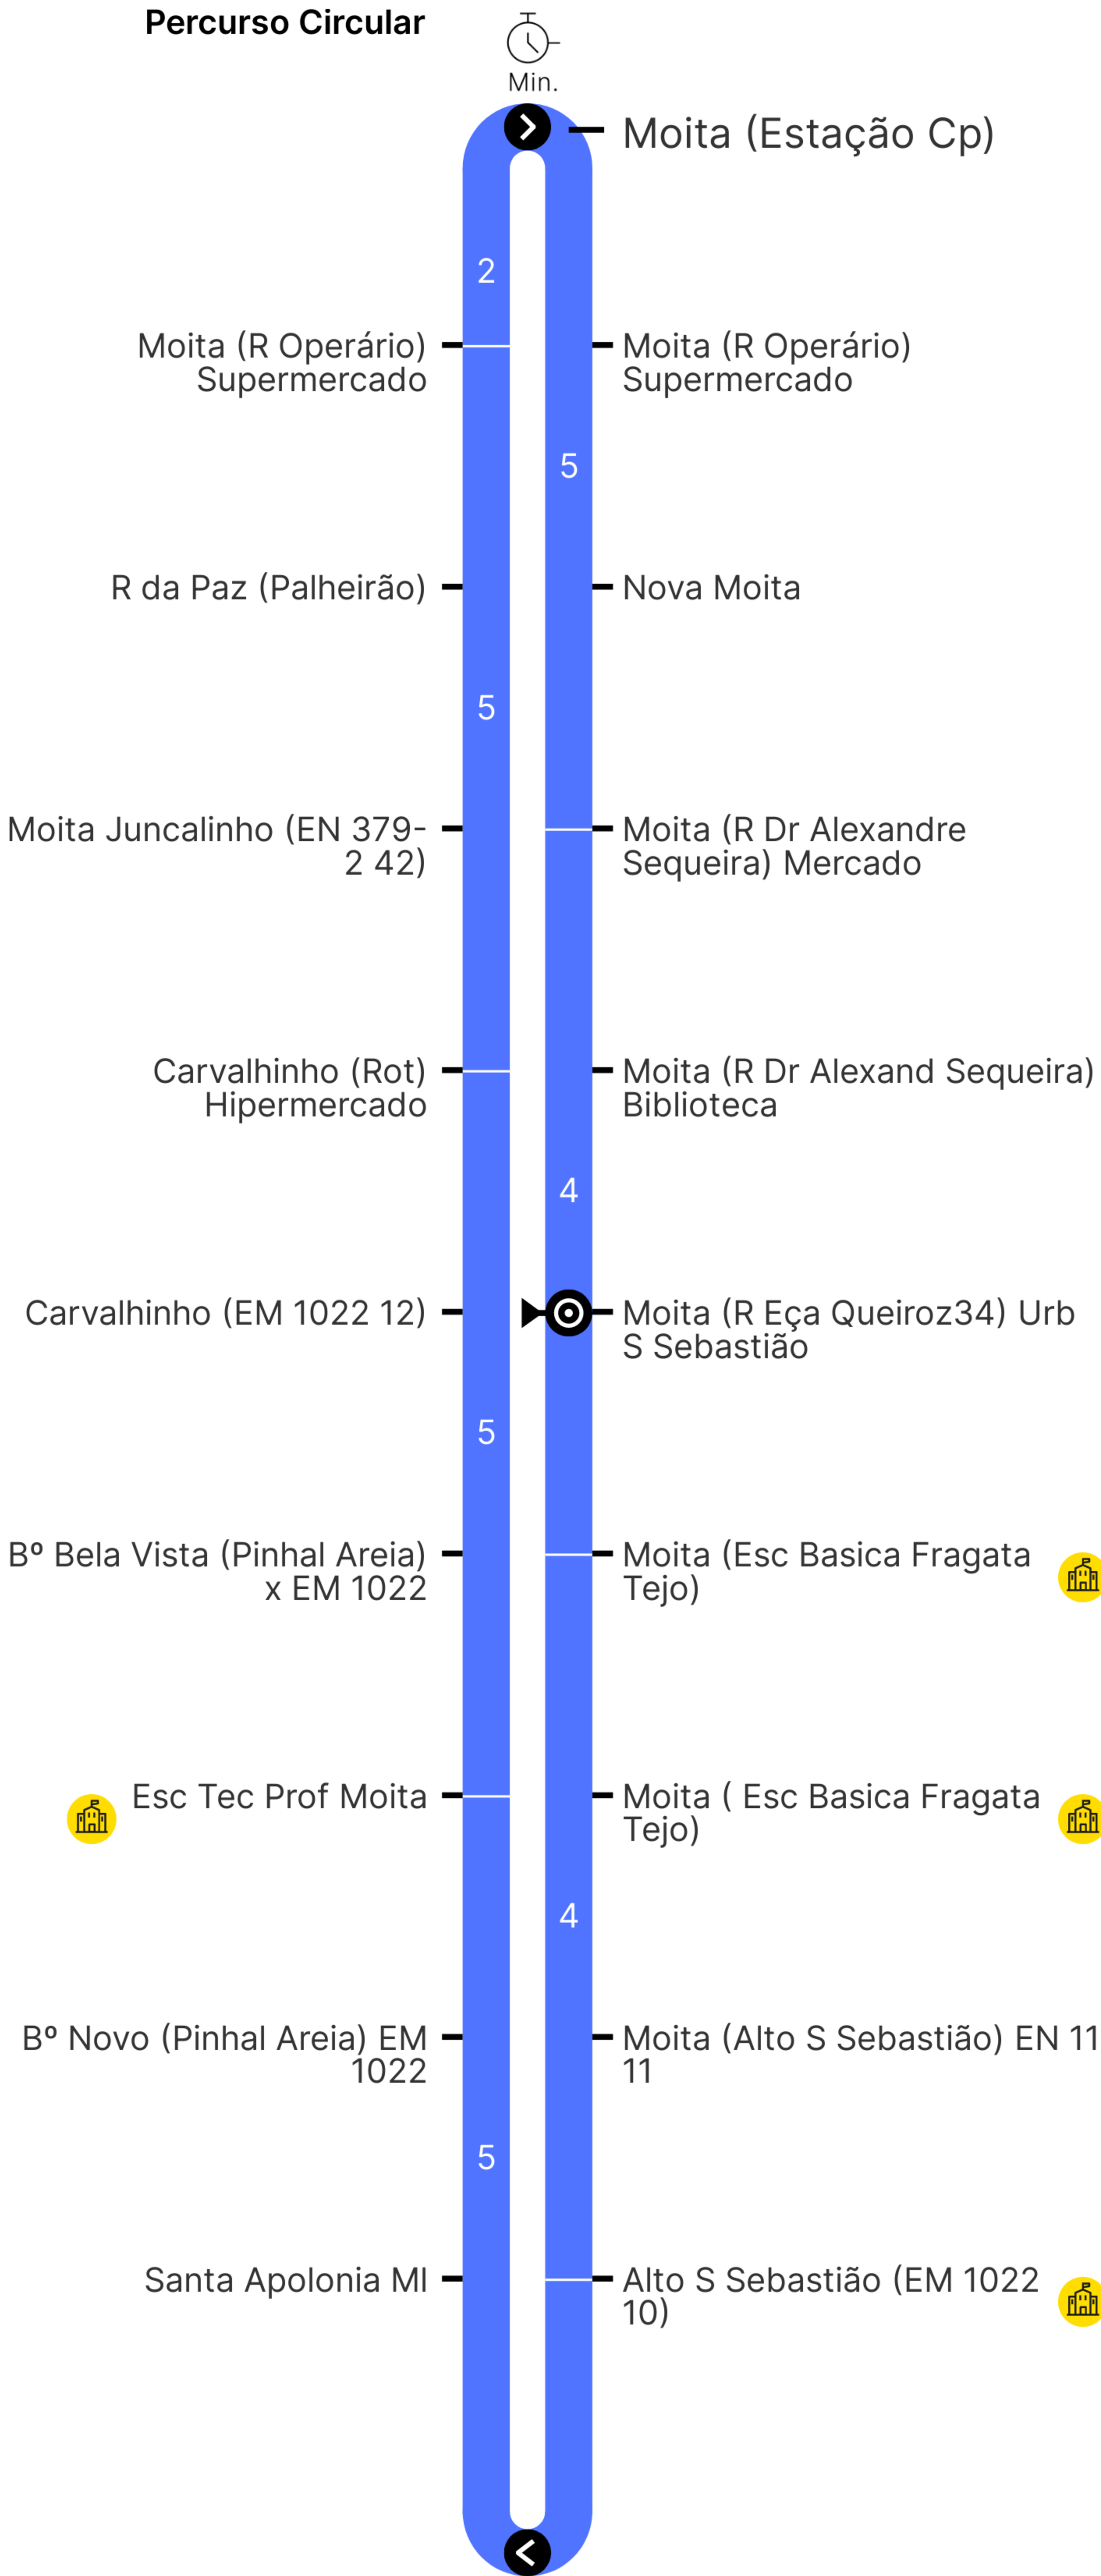 Percurso Circular
Min.
Moita (Estação Cp)
2
Moita (R Operário)
Supermercado
Moita (R Operário)
Supermercado
5
R da Paz (Palheirão)
Nova Moita
5
Moita Juncalinho (EN 379-
2 42)
Moita (R Dr Alexandre
Sequeira) Mercado
Carvalhinho (Rot)
Hipermercado
Moita (R Dr Alexand Sequeira)
Biblioteca
4
Carvalhinho (EM 1022 12)
Moita (R Eça Queiroz34) Urb
S Sebastião
5
Bº Bela Vista (Pinhal Areia)
x EM 1022
Moita (Esc Basica Fragata
Tejo)
Esc Tec Prof Moita
Moita ( Esc Basica Fragata
Tejo)
4
Bº Novo (Pinhal Areia) EM
1022
Moita (Alto S Sebastião) EN 11
11
5
Santa Apolonia MI
Alto S Sebastião (EM 1022
10)